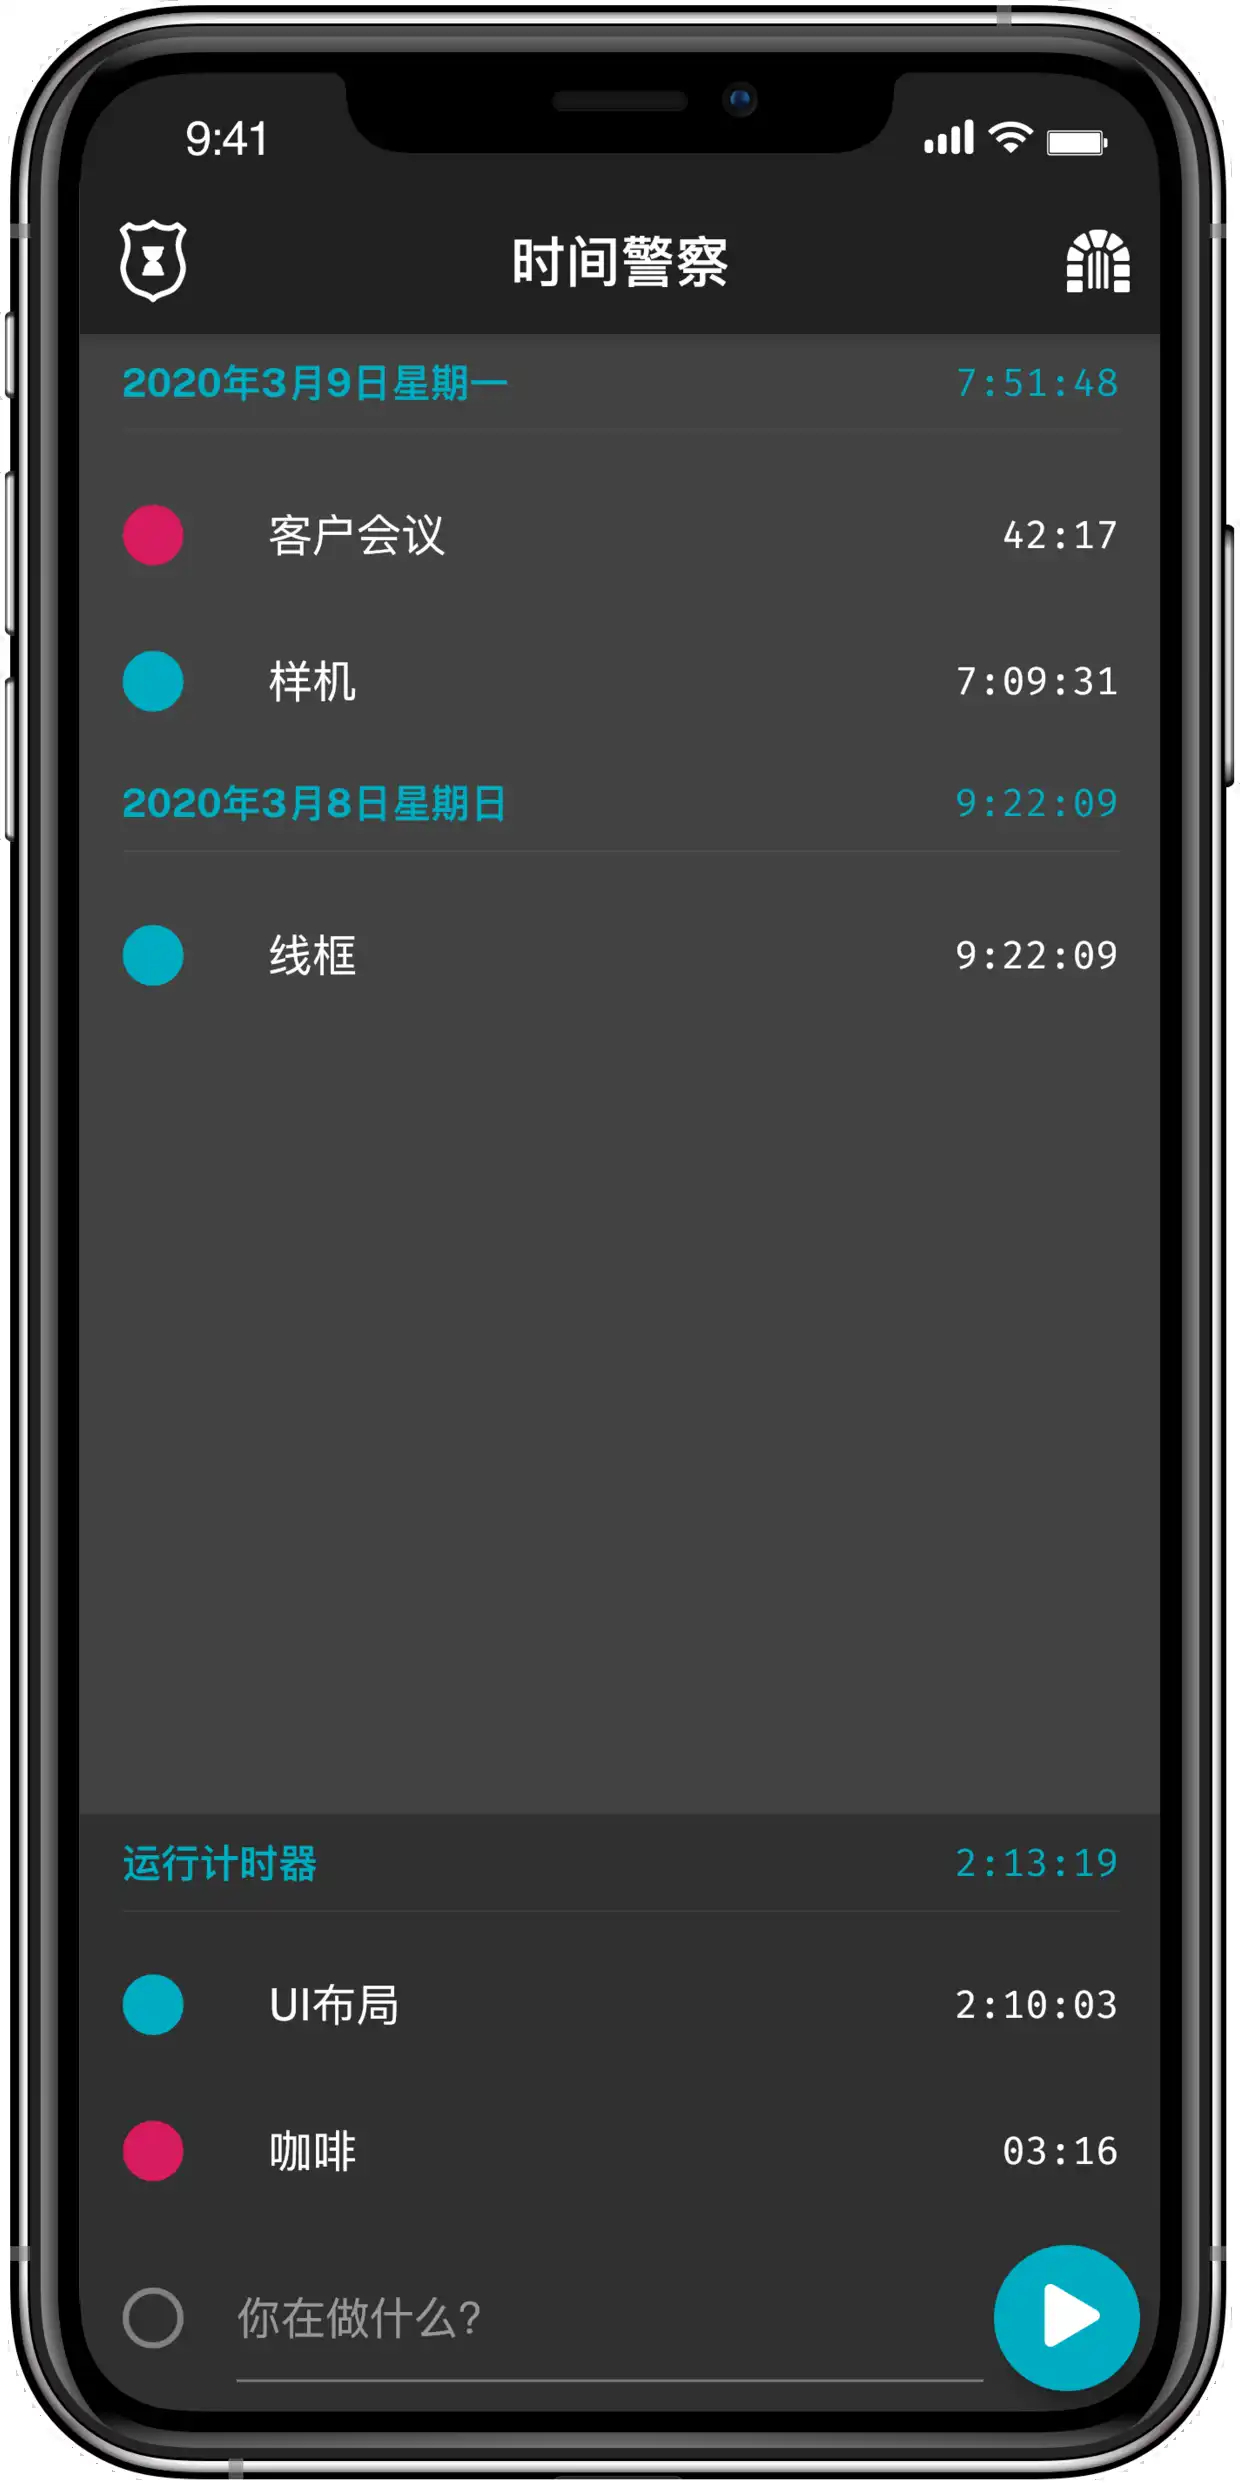 9:41
时间警察
2020年3月9日星期一 7:51:48
客户会议 42:17
样机 7:09:31
2020年3月8日星期日 9:22:09
线框 9:22:09
运行计时器 2:13:19
UI布局 2:10:03
咖啡 03:16
你在做什么?